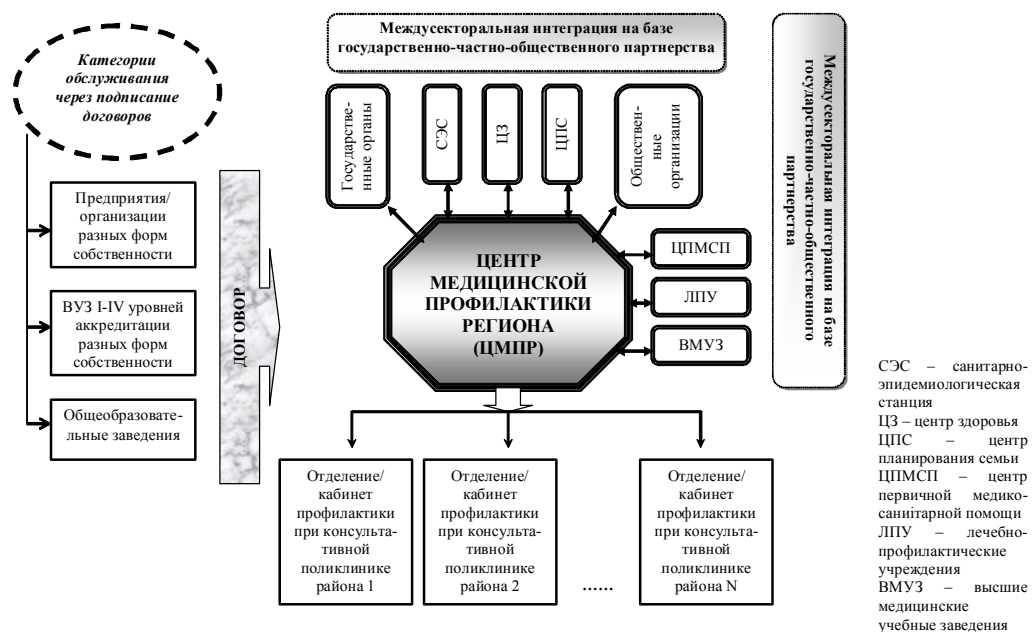 Категории
обслуживания
через подписание
договоров
Предприятия/
организации
разных форм
собственности
ВУЗ I-IV уровней
аккредитации
разных форм
собственности
Общеобразова-
тельные заведения
ДОГОВОР
Междусекторальная интеграция на базе
государственно-частно-общественного партнерства
Государстве-
нные органы
СЭС
ЦЗ
ЦПС
Обществен-
ные
организации
ЦЕНТР
МЕДИЦИНСКОЙ
ПРОФИЛАКТИКИ
РЕГИОНА
(ЦМПР)
ЦПМСП
ЛПУ
ВМУЗ
Междусекторальная интеграция на базе
государственно-частно-общественного
партнерства
Отделение/
кабинет
профилактики
при консульта-
тивной
поликлинике
района 1
Отделение/
кабинет
профилактики
при консульта-
тивной
поликлинике
района 2
......
Отделение/
кабинет
профилактики
при консульта-
тивной
поликлинике
района N
СЭС – санитарно-
эпидемиологическая
станция
ЦЗ – центр здоровья
ЦПС – центр
планирования семьи
ЦПМСП – центр
первичной медико-
санітарной помощи
ЛПУ – лечебно-
профилактические
учреждения
ВМУЗ – высшие
медицинские
учебные заведения